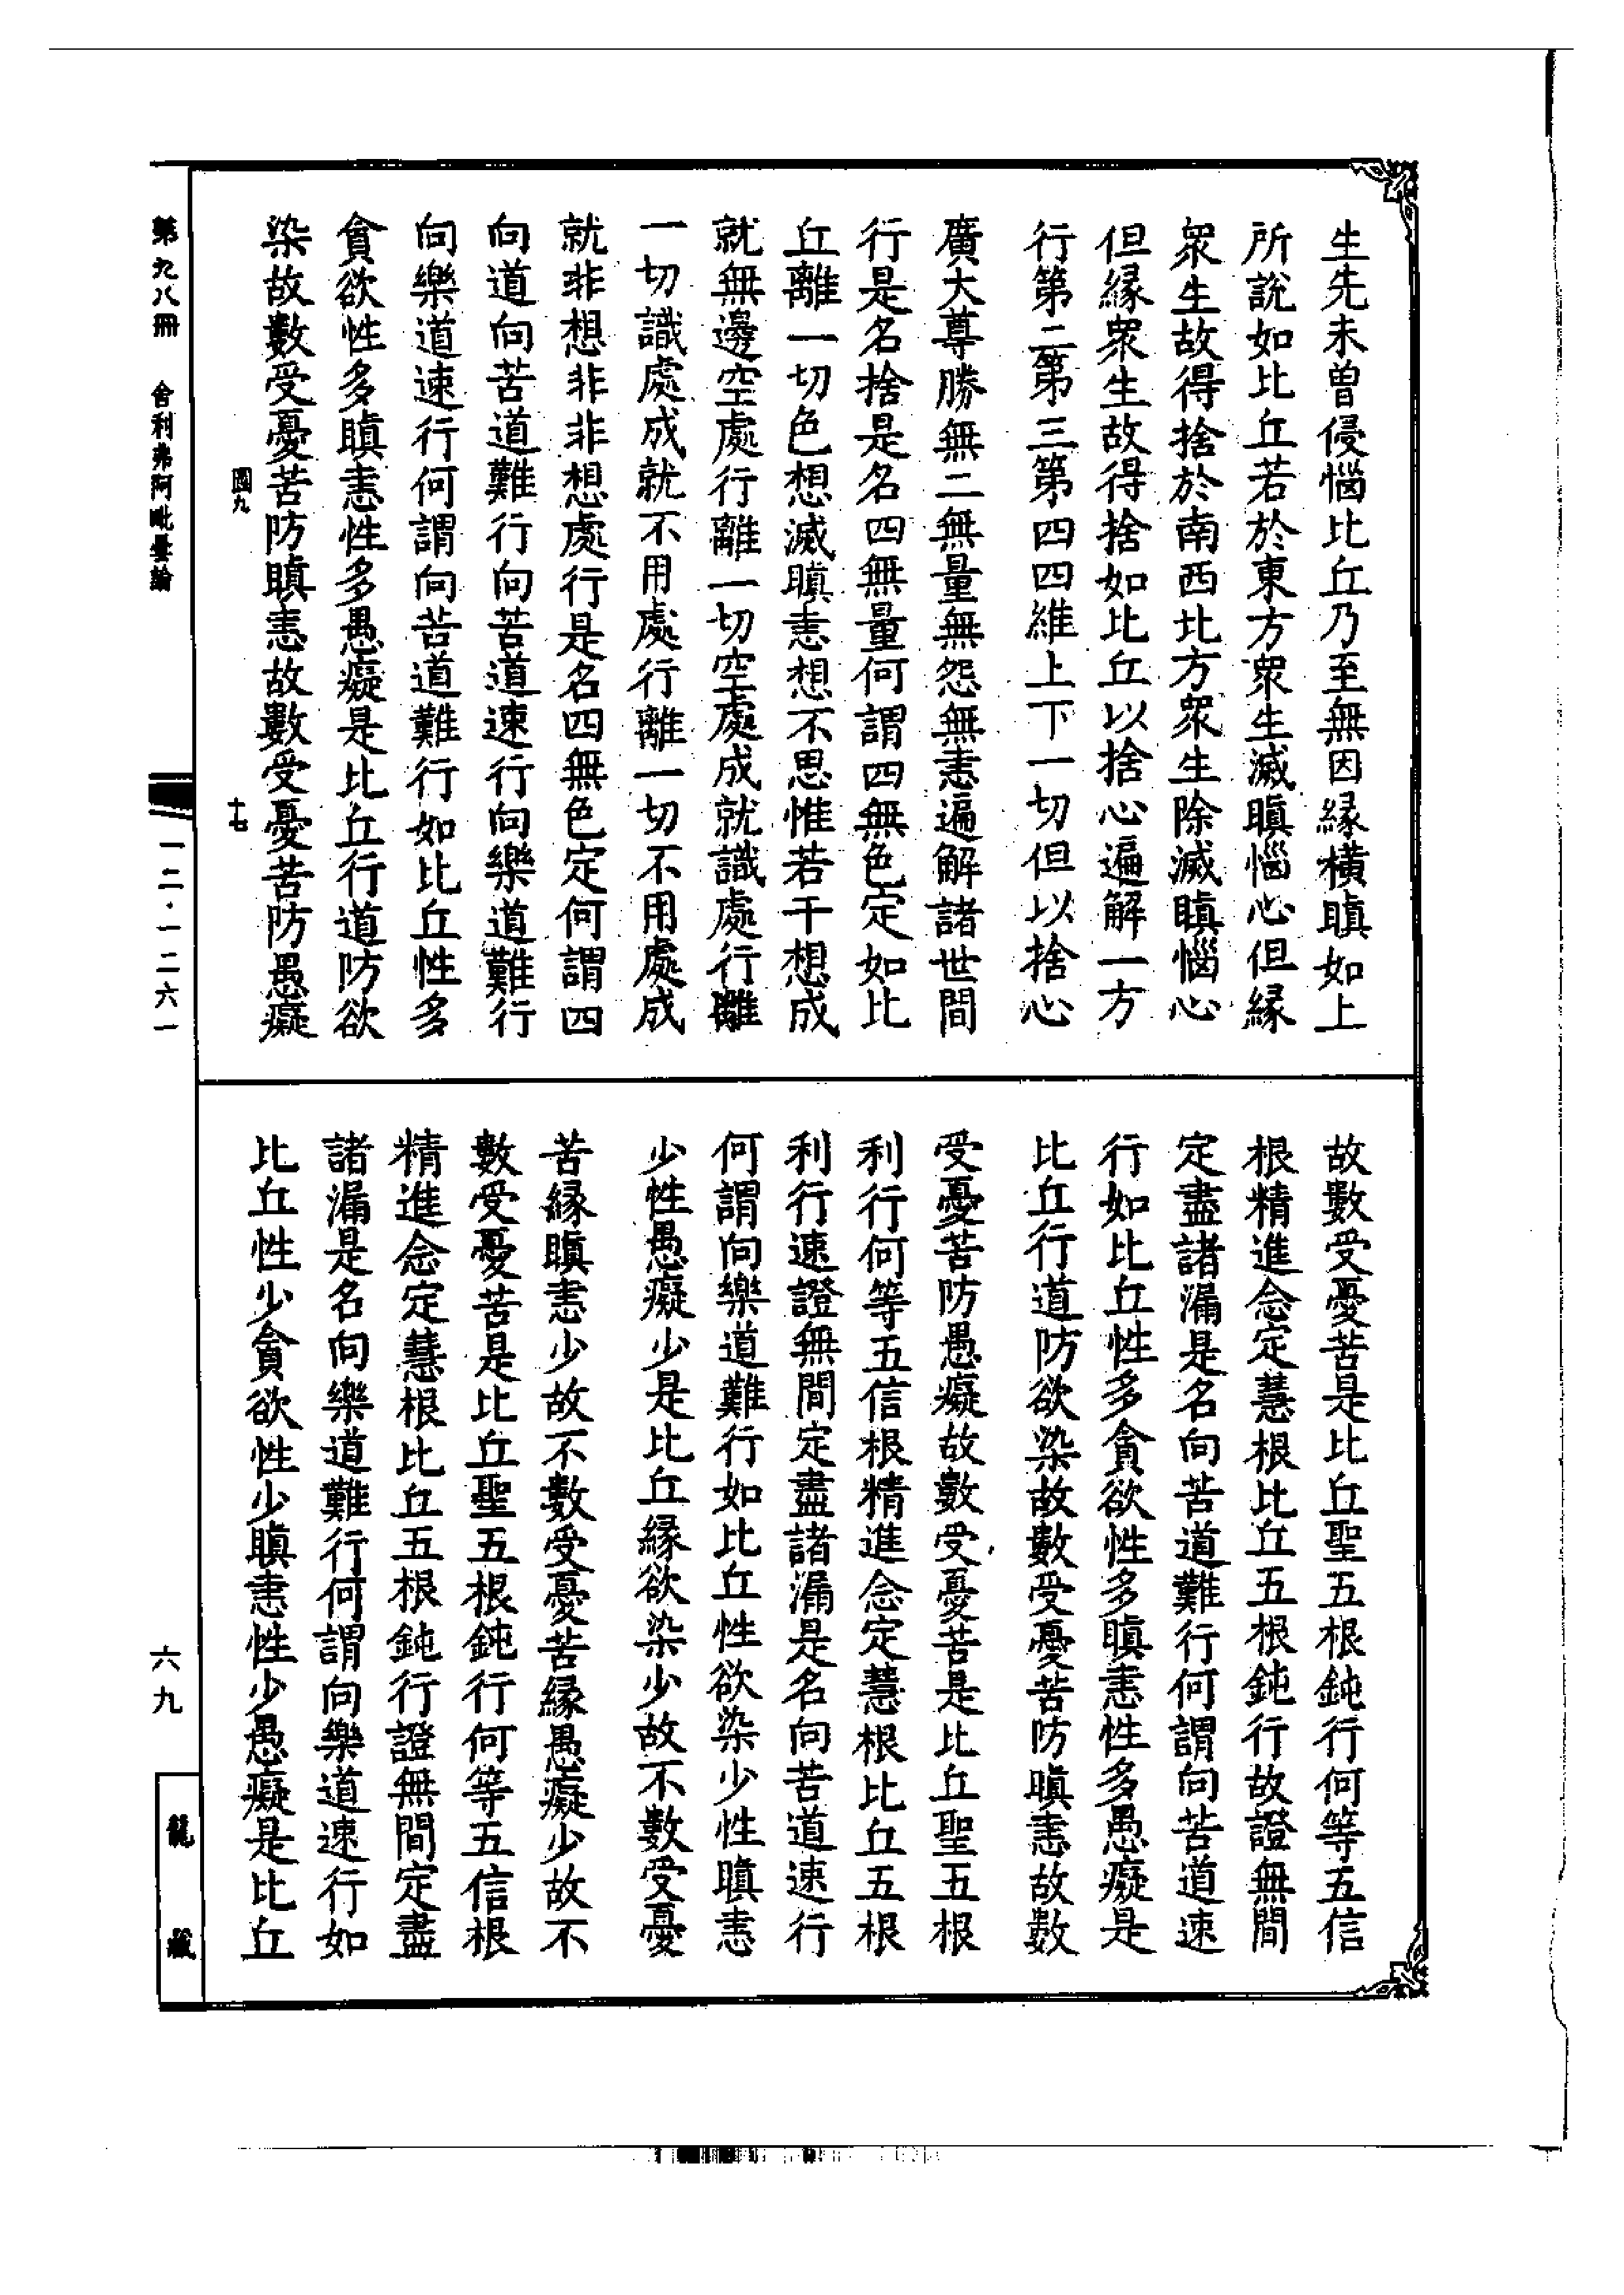 生先未曽侵惱比丘乃至無因縁橫瞋如上
所說如比丘若於東方衆生滅瞋惱心但縁
衆生故得捨於南西北方衆生除滅瞋惱心
但縁衆生故得捨如比丘以捨心遍解一方
行第二第三第四四維上下一切但以捨心
廣大尊勝無二無量無怨無恚遍解諸世間
行是名捨是名四無量何謂四無色定如比
丘離一切色想滅瞋恚想不思惟若干想成
就無邊空處行離一切空處成就識處行離
一切識處成就不用處行離一切不用處成
就非想非非想處行是名四無色定何謂四
向道向苦道難行向苦道速行向樂道難行
向樂道速行何謂向苦道難行如比丘性多
貪欲性多瞋恚性多愚癡是比丘行道防欲
染故數受憂苦防瞋恚故數受憂苦防愚癡
國九
十七
故數受憂苦是比丘聖五根鈍行何等五信
根精進念定慧根比丘五根鈍行故證無間
定盡諸漏是名向苦道難行何謂向苦道速
行如比丘性多貪欲性多瞋恚性多愚癡是
比丘行道防欲染故數受憂苦防瞋恚故數
受憂苦防愚癡故數受憂苦是比丘聖五根
利行何等五信根精進念定慧根比丘五根
利行速證無間定盡諸漏是名向苦道速行
何謂向樂道難行如比丘性欲染少性瞋恚
少性愚癡少是比丘縁欲染少故不數受憂
苦縁瞋恚少故不數受憂苦縁愚癡少故不
數受憂苦是比丘聖五根鈍行何等五信根
精進念定慧根比丘五根鈍行證無間定盡
諸漏是名向樂道難行何謂向樂道速行如
比丘性少貪欲性少瞋恚性少愚癡是比丘
第九八冊 舍利弗阿毗曇論
一二·一二六一
六九
龍藏